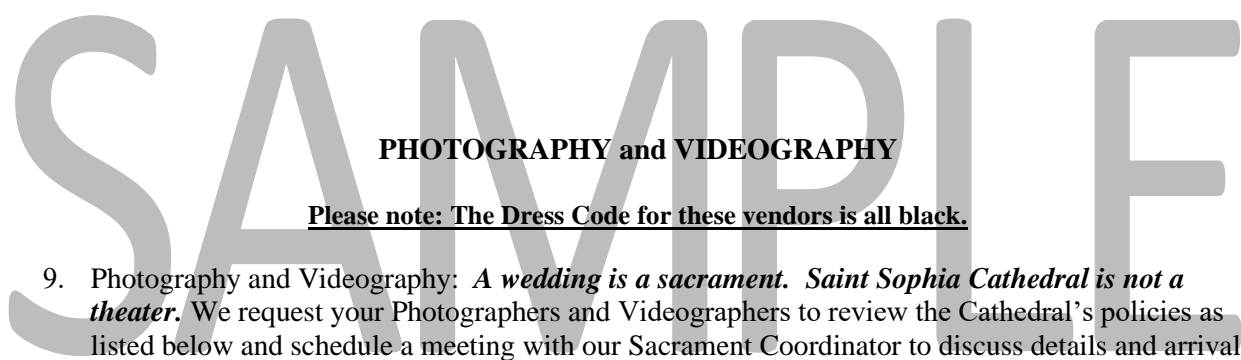 SAMPLE
PHOTOGRAPHY and VIDEOGRAPHY
Please note: The Dress Code for these vendors is all black.
9. Photography and Videography: A wedding is a sacrament. Saint Sophia Cathedral is not a
theater. We request your Photographers and Videographers to review the Cathedral’s policies as
listed below and schedule a meeting with our Sacrament Coordinator to discuss details and arrival